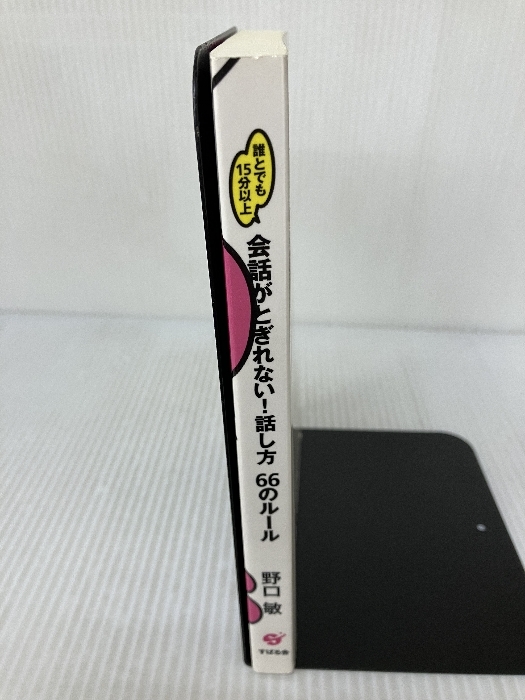 誰とでも
15分以上
会話がとぎれない!話し方 66のルール
野口 敏
すばる舎